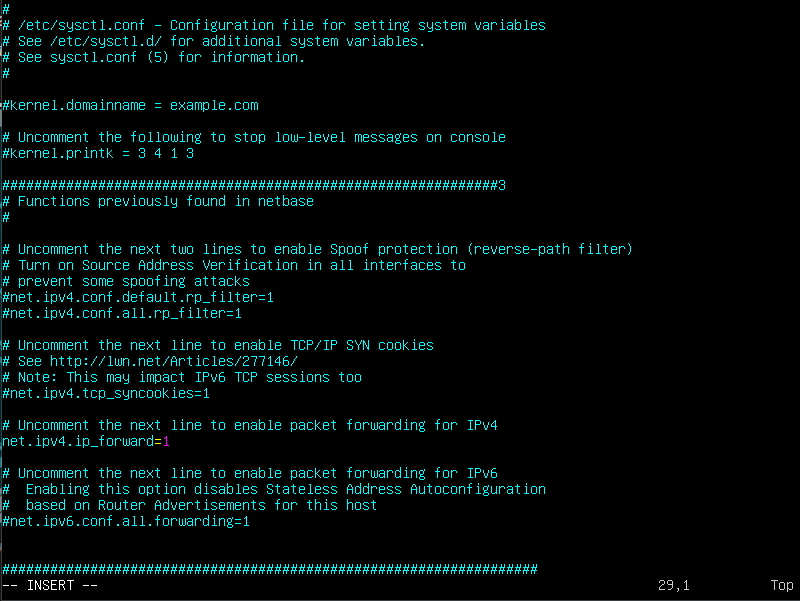 #
# /etc/sysctl.conf - Configuration file for setting system variables
# See /etc/sysctl.d/ for additional system variables.
# See sysctl.conf (5) for information.
#
#kernel.domainname = example.com
# Uncomment the following to stop low-level messages on console
#kernel.printk = 3 4 1 3
##############################################################3
# Functions previously found in netbase
#
# Uncomment the next two lines to enable Spoof protection (reverse-path filter)
# Turn on Source Address Verification in all interfaces to
# prevent some spoofing attacks
#net.ipv4.conf.default.rp_filter=1
#net.ipv4.conf.all.rp_filter=1
# Uncomment the next line to enable TCP/IP SYN cookies
# See http://lwn.net/Articles/277146/
# Note: This may impact IPv6 TCP sessions too
#net.ipv4.tcp_syncookies=1
# Uncomment the next line to enable packet forwarding for IPv4
net.ipv4.ip_forward=1
# Uncomment the next line to enable packet forwarding for IPv6
#  Enabling this option disables Stateless Address Autoconfiguration
#  based on Router Advertisements for this host
#net.ipv6.conf.all.forwarding=1
###################################################################
-- INSERT -- 29,1 Top